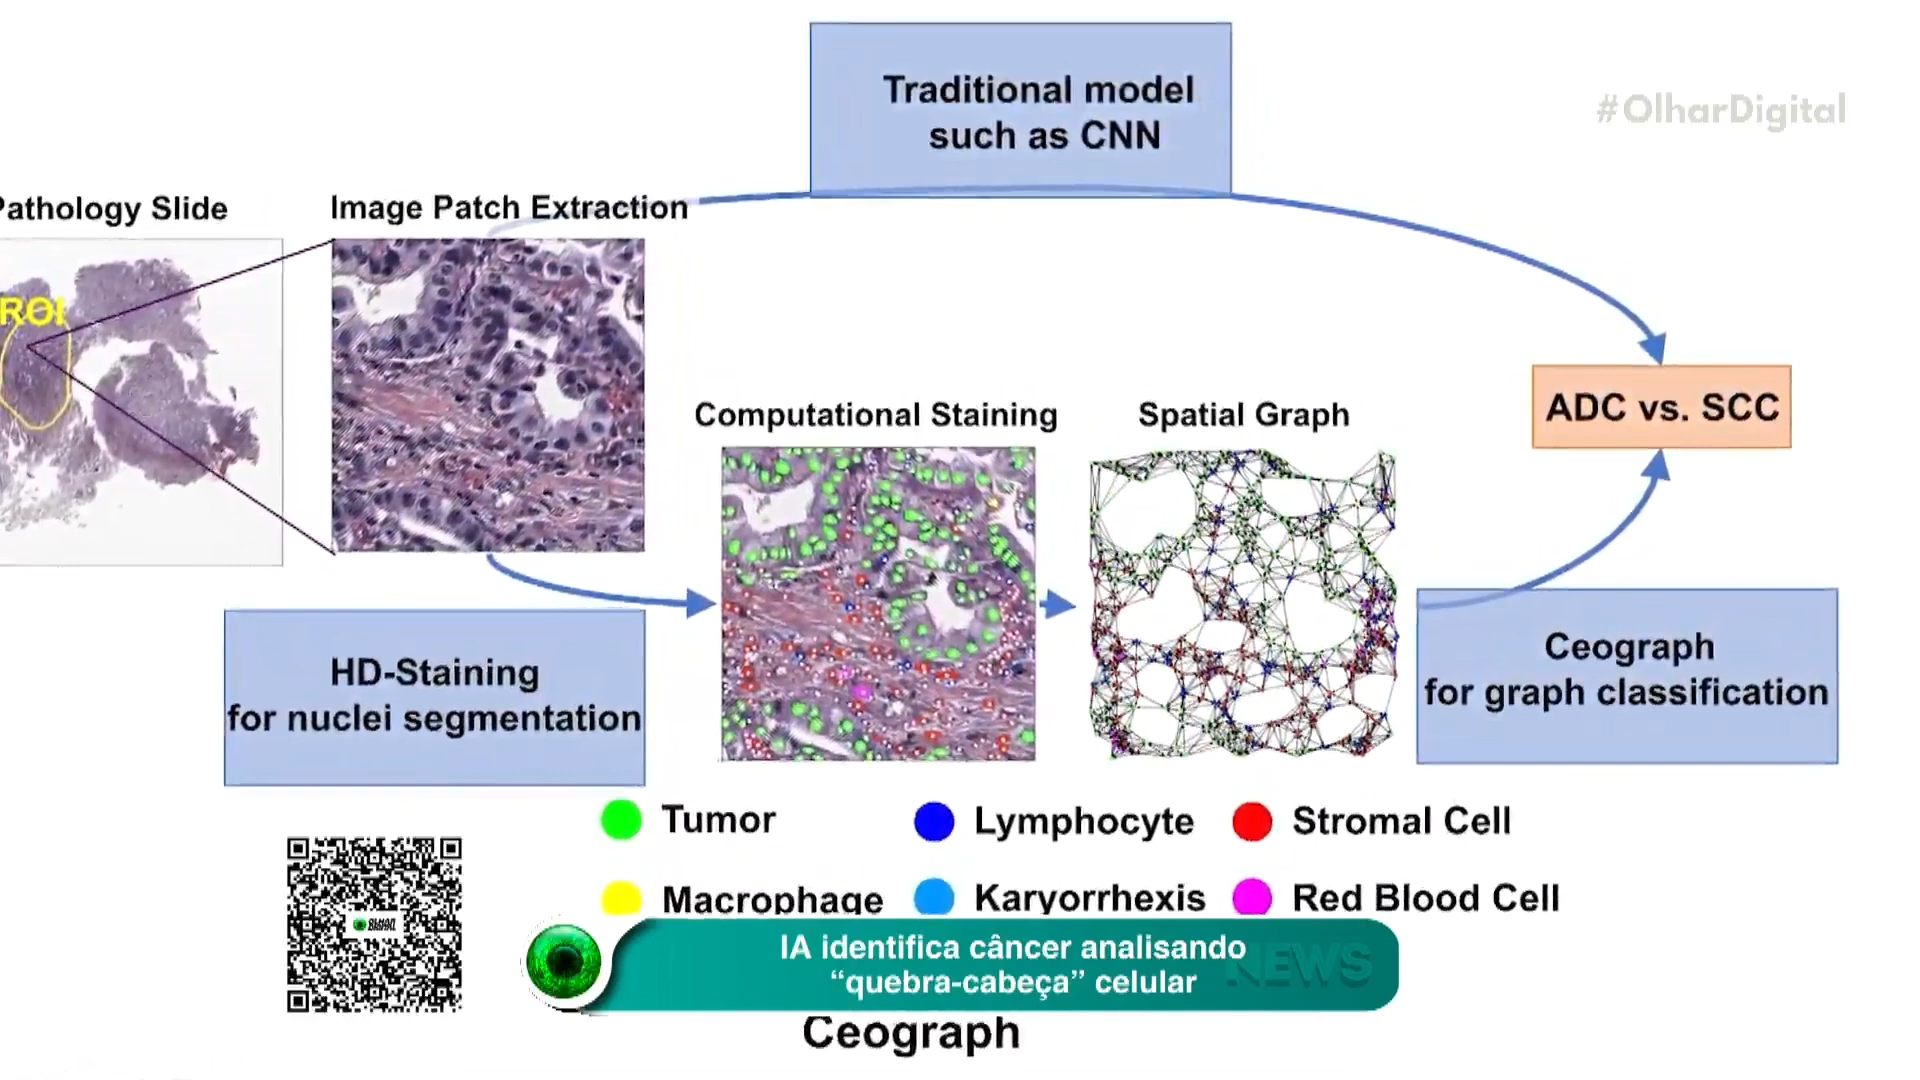 Traditional model
such as CNN
#OlharDigital
Pathology Slide
Image Patch Extraction
ROI
ADC vs. SCC
Computational Staining
Spatial Graph
HD-Staining
for nuclei segmentation
Ceograph
for graph classification
Tumor
Lymphocyte
Stromal Cell
Macrophage
Karyorrhexis
Red Blood Cell
IA identifica câncer analisando
“quebra-cabeça” celular
NEWS
Ceograph